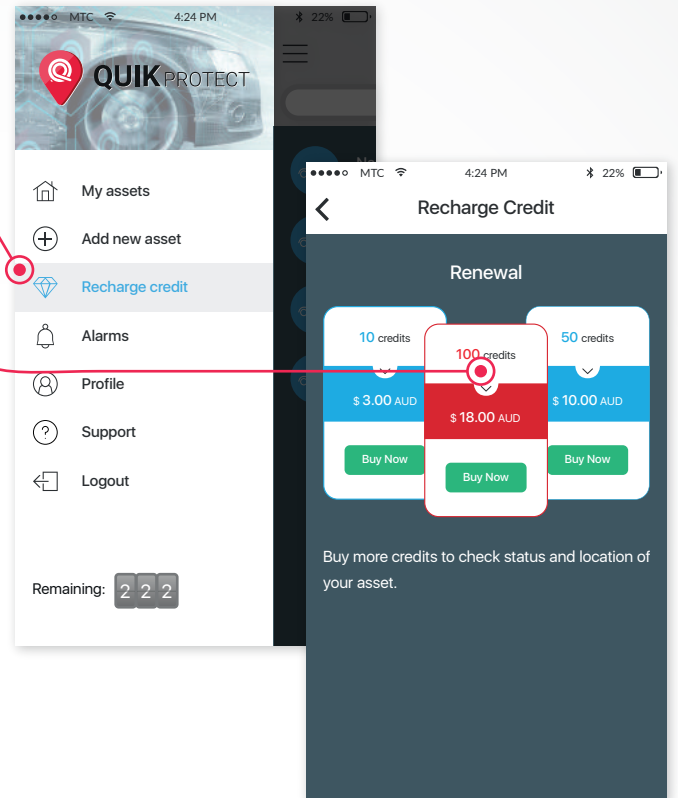 MTC 4:24 PM
22%
QUIKPROTECT
My assets
Add new asset
Recharge credit
Alarms
Profile
Support
Logout
Remaining: 2 2 2
MTC 4:24 PM 22%
Recharge Credit
Renewal
10 credits
100 credits
50 credits
$ 3.00 AUD
$ 18.00 AUD
$ 10.00 AUD
Buy Now
Buy Now
Buy Now
Buy more credits to check status and location of
your asset.